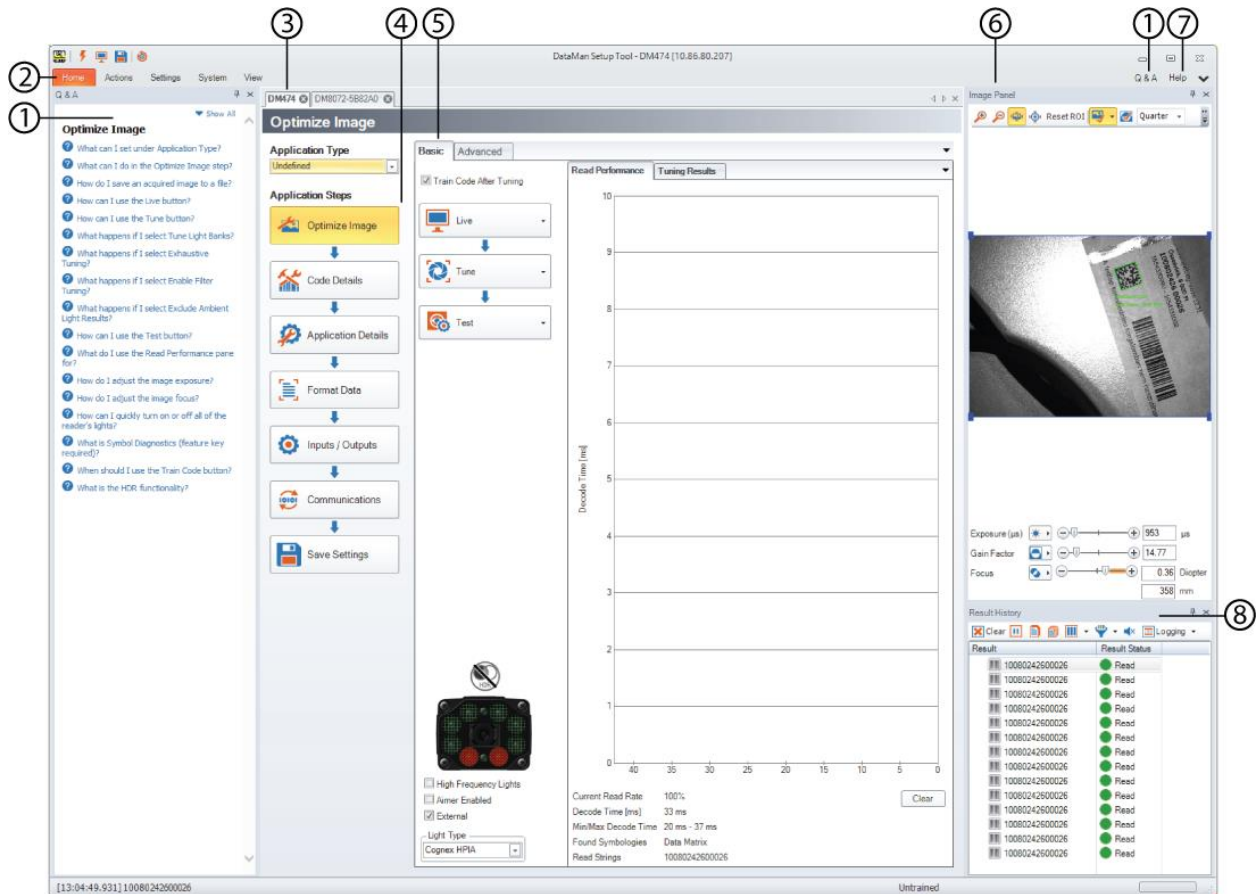 ③
④
⑤
⑥
①
⑦
DataMan Setup Tool - DM474 [10.86.80.207]
②
Home Actions Settings System View
Q & A Help
Q & A
①
Show All
Optimize Image
What can I set under Application Type?
What can I do in the Optimize Image step?
How do I save an acquired image to a file?
How can I use the Live button?
How can I use the Tune button?
What happens if I select Tune Light Banks?
What happens if I select Exhaustive
Tuning?
What happens if I select Enable Filter
Tuning?
What happens if I select Exclude Ambient
Light Results?
How can I use the Test button?
What do I use the Read Performance pane
for?
How do I adjust the image exposure?
How do I adjust the image focus?
How can I quickly turn on or off all of the
reader's lights?
What is Symbol Diagnostics (feature key
required)?
When should I use the Train Code button?
What is the HDR functionality?
DM474 DM8072-5B82A0
Optimize Image
Application Type
Undefined
Application Steps
Optimize Image
Code Details
Application Details
Format Data
Inputs / Outputs
Communications
Save Settings
Basic Advanced
Train Code After Tuning
Live
Tune
Test
HDR
High Frequency Lights
Aimer Enabled
External
Light Type
Cognex HPIA
Read Performance Tuning Results
10
9
8
7
6
5
4
3
2
1
0
Decode Time [ms]
40 35 30 25 20 15 10 5 0
Current Read Rate 100%
Clear
Decode Time [ms] 33 ms
Min/Max Decode Time 20 ms - 37 ms
Found Symbologies Data Matrix
Read Strings 10080242600026
Image Panel
Reset ROI Quarter
Exposure (µs) 953 µs
Gain Factor 14.77
Focus 0.36 Diopter
358 mm
Result History
⑧
Clear Logging
Result Result Status
10080242600026 Read
10080242600026 Read
10080242600026 Read
10080242600026 Read
10080242600026 Read
10080242600026 Read
10080242600026 Read
10080242600026 Read
10080242600026 Read
10080242600026 Read
10080242600026 Read
10080242600026 Read
10080242600026 Read
10080242600026 Read
[13:04:49.931] 10080242600026
Untrained